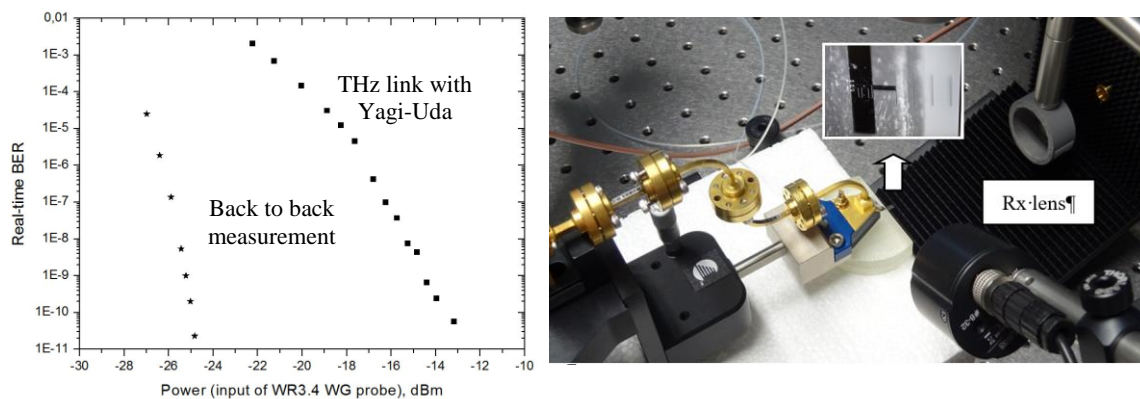 0,01
1E-3
1E-4
1E-5
1E-6
1E-7
1E-8
1E-9
1E-10
1E-11
Real-time BER
THz link with
Yagi-Uda
Back to back
measurement
-30 -28 -26 -24 -22 -20 -18 -16 -14 -12 -10
Power (input of WR3.4 WG probe), dBm
Rx·lens¶